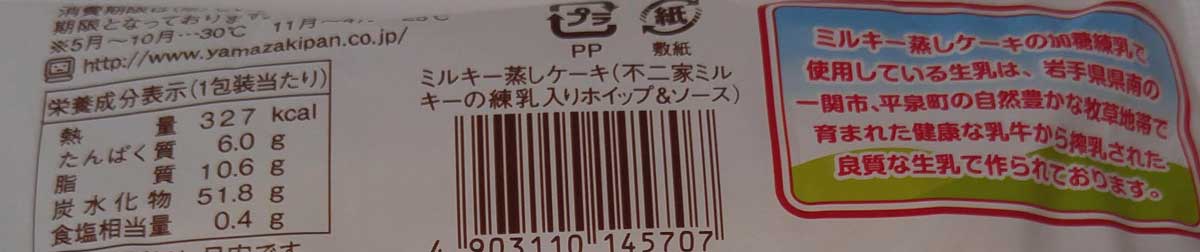 期限となっております。
※5月～10月…30℃ 11月～4月…25℃
http://www.yamazakipan.co.jp/
栄養成分表示(1包装当たり)
熱量 327 kcal
たんぱく質 6.0 g
脂質 10.6 g
炭水化物 51.8 g
食塩相当量 0.4 g
プラ
PP
紙
敷紙
ミルキー蒸しケーキ(不二家ミル
キーの練乳入りホイップ&ソース)
4 903110 145707
ミルキー蒸しケーキの加糖練乳で
使用している生乳は、岩手県県南の
一関市、平泉町の自然豊かな牧草地帯で
育まれた健康な乳牛から搾乳された
良質な生乳で作られております。